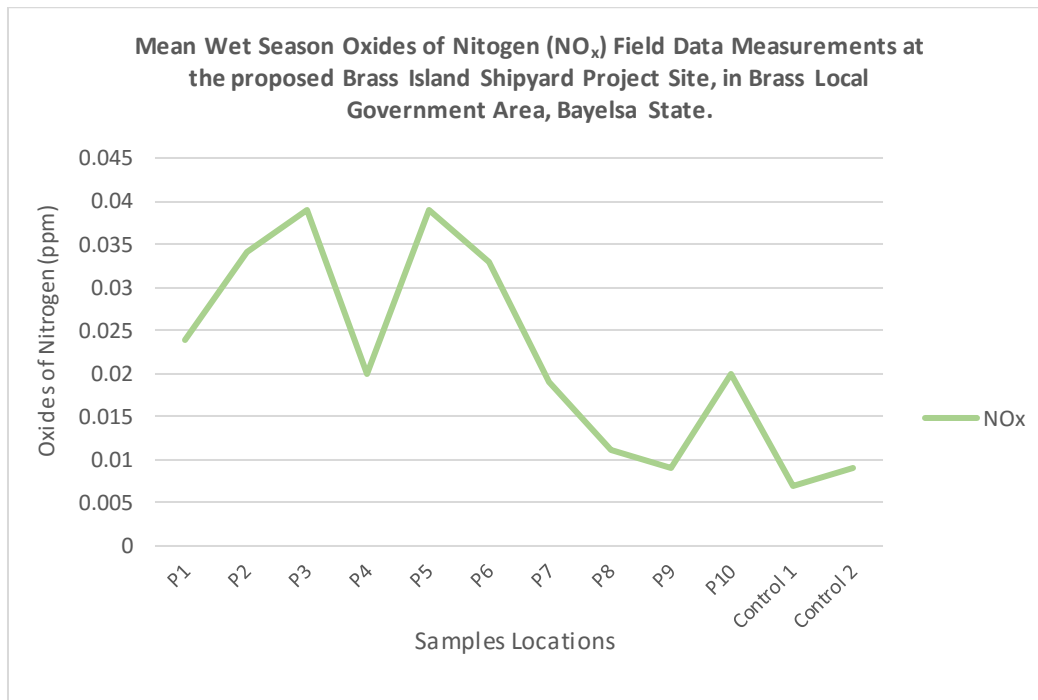 Mean Wet Season Oxides of Nitogen (NOx) Field Data Measurements at
the proposed Brass Island Shipyard Project Site, in Brass Local
Government Area, Bayelsa State.
0.045
0.04
0.035
0.03
0.025
0.02
0.015
0.01
0.005
0
Oxides of Nitrogen (ppm)
P1 P2 P3 P4 P5 P6 P7 P8 P9 P10 Control 1 Control 2
Samples Locations
NOx